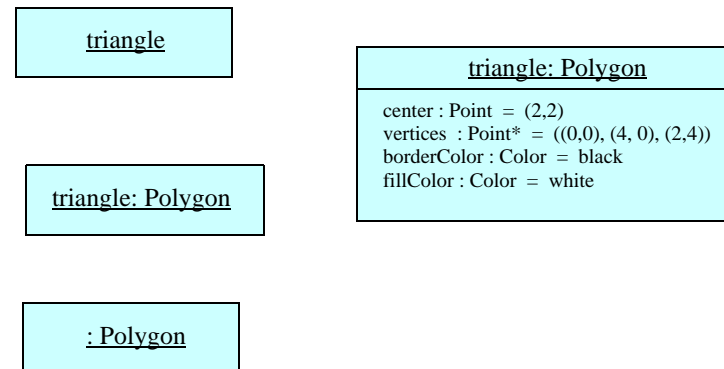 triangle
triangle: Polygon
: Polygon
triangle: Polygon
center : Point = (2,2)
vertices : Point* = ((0,0), (4, 0), (2,4))
borderColor : Color = black
fillColor : Color = white